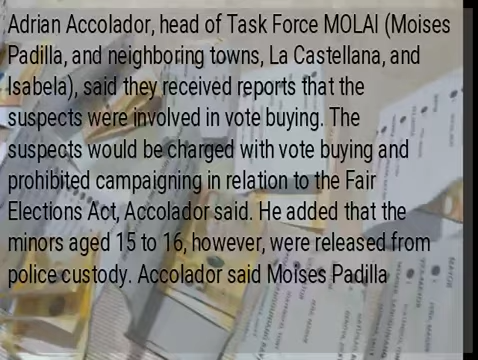 Adrian Accolador, head of Task Force MOLAI (Moises
Padilla, and neighboring towns, La Castellana, and
Isabela), said they received reports that the
suspects were involved in vote buying. The
suspects would be charged with vote buying and
prohibited campaigning in relation to the Fair
Elections Act, Accolador said. He added that the
minors aged 15 to 16, however, were released from
police custody. Accolador said Moises Padilla